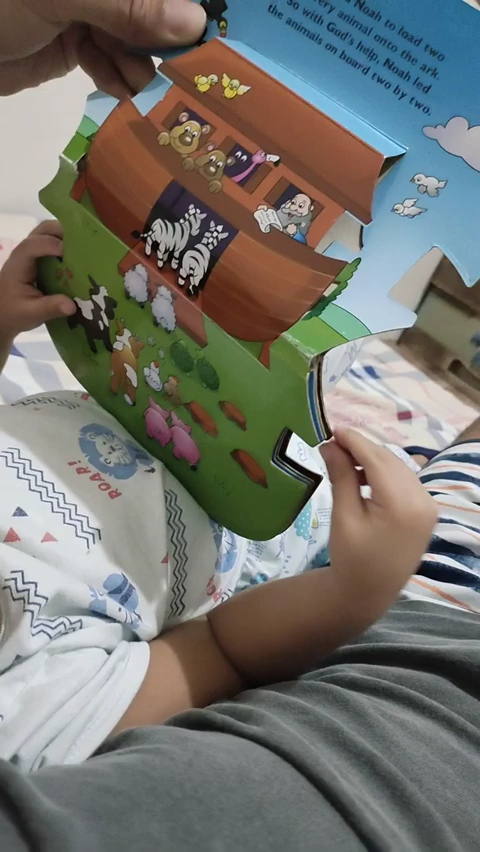 Noah to load two
every animal onto the ark.
So with God's help, Noah led
the animals on board two by two.
ROAR!